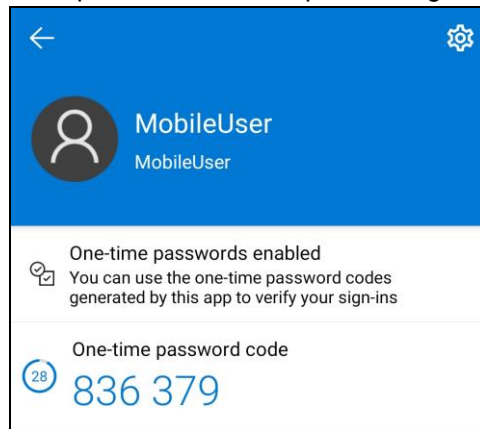 MobileUser
MobileUser
One-time passwords enabled
You can use the one-time password codes
generated by this app to verify your sign-ins
One-time password code
28
836 379